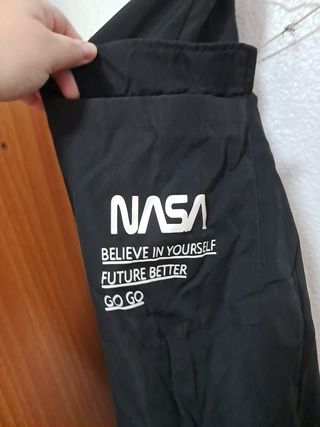 NASA
BELIEVE IN YOURSELF
FUTURE BETTER
GO GO